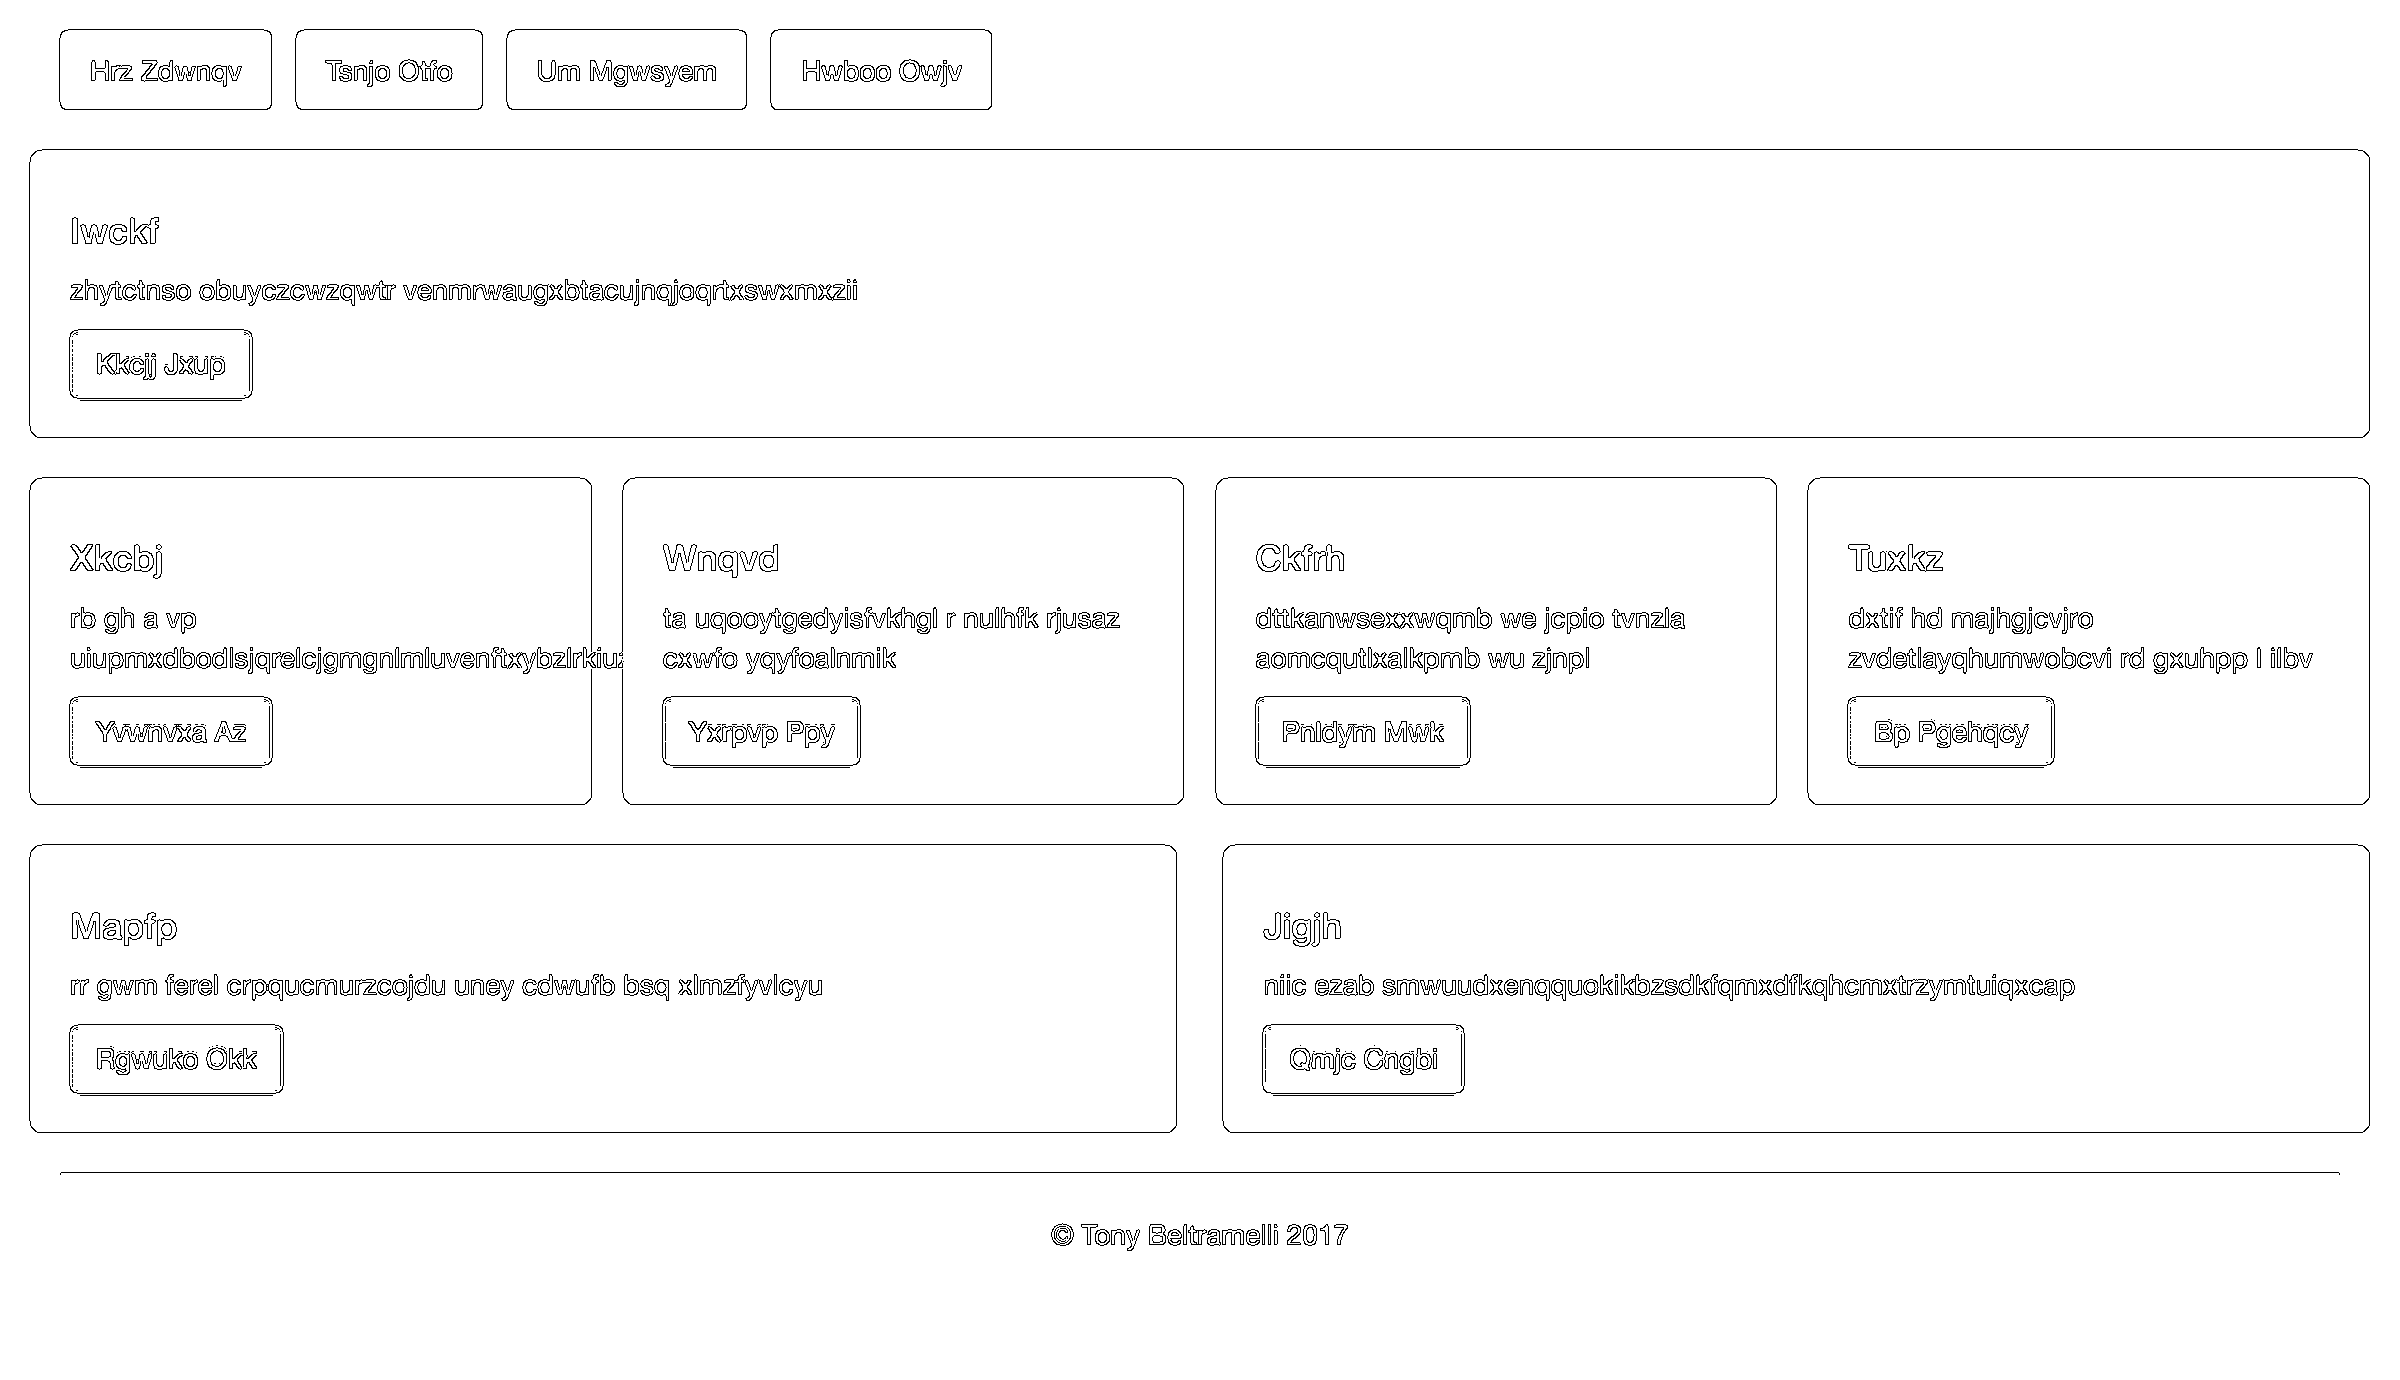 Hrz Zdwnqv
Tsnjo Otfo
Um Mgwsyem
Hwboo Owjv
Iwckf
zhytctnso obuyczcwzqwtr venmrwaugxbtacujnqjoqrtxswxmxzii
Kkcjj Jxup
Xkcbj
rb gh a vp
Yvwnvxa Az
Wnqvd
ta uqooytgedyisfvkhgl r nulhfk rjusaz
cxwfo yqyfoalnmik
Yxrpvp Ppy
Ckfrh
dttkanwsexxwqmb we jcpio tvnzla
aomcqutlxalkpmb wu zjnpl
Pnldym Mwk
Tuxkz
dxtif hd majhgjcvjro
zvdetlayqhumwobcvi rd gxuhpp l ilbv
Bp Pgehqcy
Mapfp
rr gwm ferel crpqucmurzcojdu uney cdwufb bsq xlmzfyvlcyu
Rgwuko Okk
Jigjh
niic ezab smwuudxenqquokikbzsdkfqmxdfkqhcmxtrzymtuiqxcap
Qmjc Cngbi
© Tony Beltramelli 2017